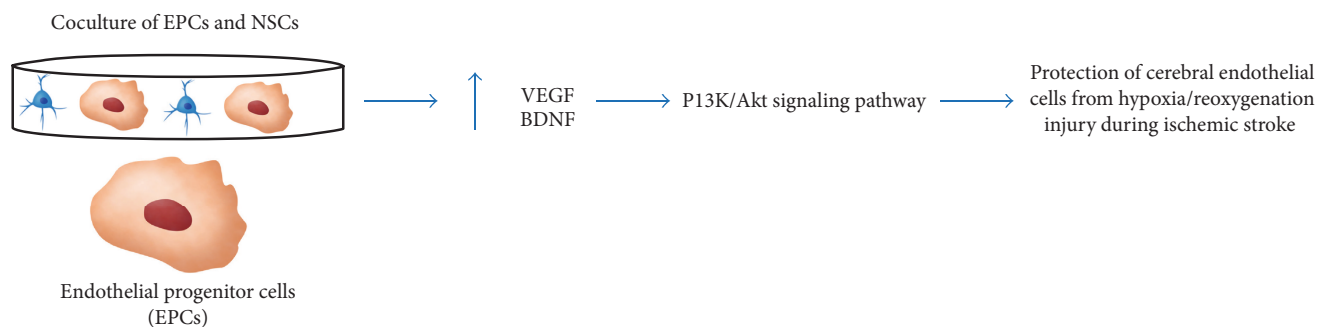 Coculture of EPCs and NSCs
VEGF
BDNF
P13K/Akt signaling pathway
Protection of cerebral endothelial
cells from hypoxia/reoxygenation
injury during ischemic stroke
Endothelial progenitor cells
(EPCs)